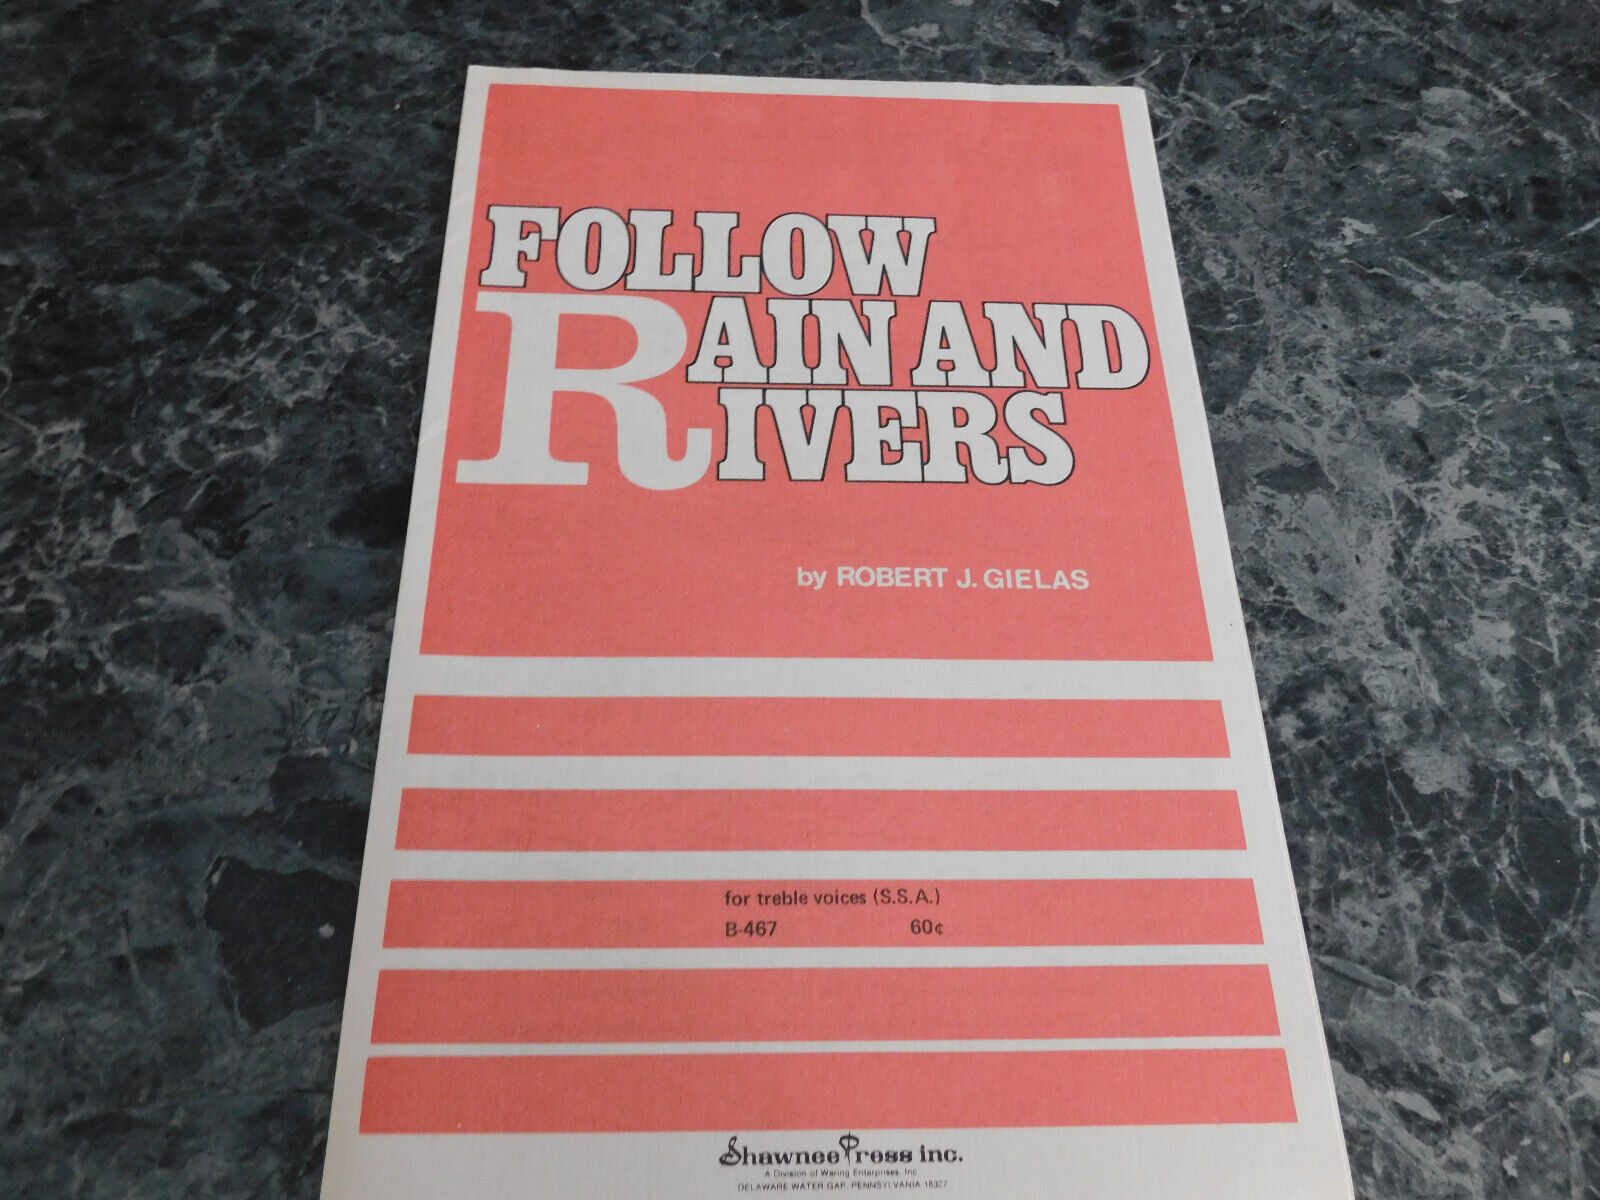 FOLLOW
RAIN AND
RIVERS
by ROBERT J. GIELAS
for treble voices (S.S.A.)
B-467 60¢
Shawnee Press inc.
A Division of Waring Enterprises, Inc.
DELAWARE WATER GAP, PENNSYLVANIA 18327